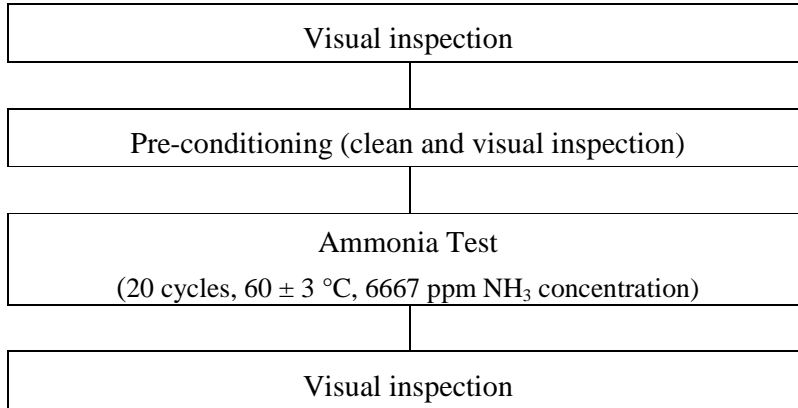 Visual inspection
Pre-conditioning (clean and visual inspection)
Ammonia Test
(20 cycles, 60 ± 3 °C, 6667 ppm NH₃ concentration)
Visual inspection